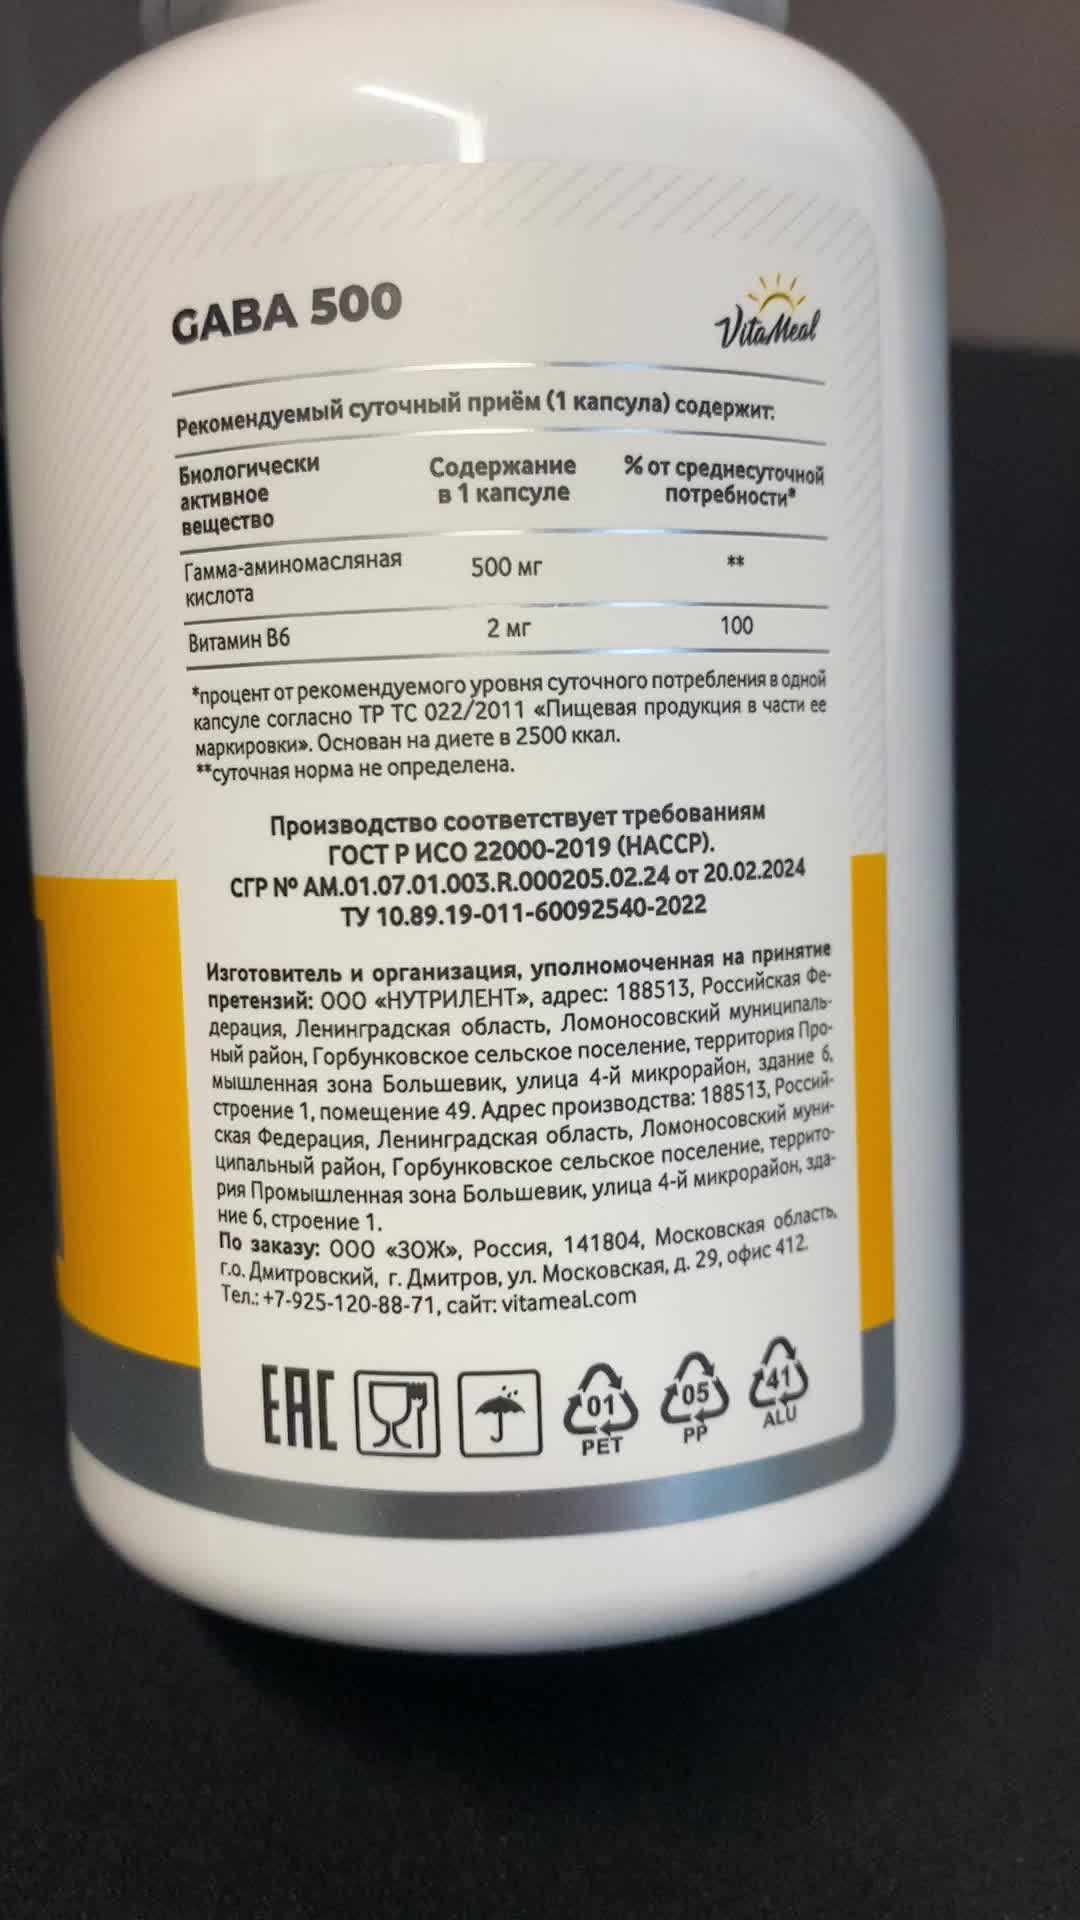 GABA 500
VitaMeal
Рекомендуемый суточный приём (1 капсула) содержит:
Биологически активное вещество
Содержание в 1 капсуле
% от среднесуточной потребности*
Гамма-аминомасляная кислота
500 мг
**
Витамин В6
2 мг
100
*процент от рекомендуемого уровня суточного потребления в одной
капсуле согласно ТР ТС 022/2011 «Пищевая продукция в части ее
маркировки». Основан на диете в 2500 ккал.
**суточная норма не определена.
Производство соответствует требованиям
ГОСТ Р ИСО 22000-2019 (НАССР).
СГР № AM.01.07.01.003.R.000205.02.24 от 20.02.2024
ТУ 10.89.19-011-60092540-2022
Изготовитель и организация, уполномоченная на принятие
претензий: ООО «НУТРИЛЕНТ», адрес: 188513, Российская Фе-
дерация, Ленинградская область, Ломоносовский муниципаль-
ный район, Горбунковское сельское поселение, территория Про-
мышленная зона Большевик, улица 4-й микрорайон, здание 6,
строение 1, помещение 49. Адрес производства: 188513, Россий-
ская Федерация, Ленинградская область, Ломоносовский муни-
ципальный район, Горбунковское сельское поселение, террито-
рия Промышленная зона Большевик, улица 4-й микрорайон, зда-
ние 6, строение 1.
По заказу: ООО «ЗОЖ», Россия, 141804, Московская область,
г.о. Дмитровский, г. Дмитров, ул. Московская, д. 29, офис 412.
Тел.: +7-925-120-88-71, сайт: vitameal.com
EAC
01
PET
05
PP
41
ALU